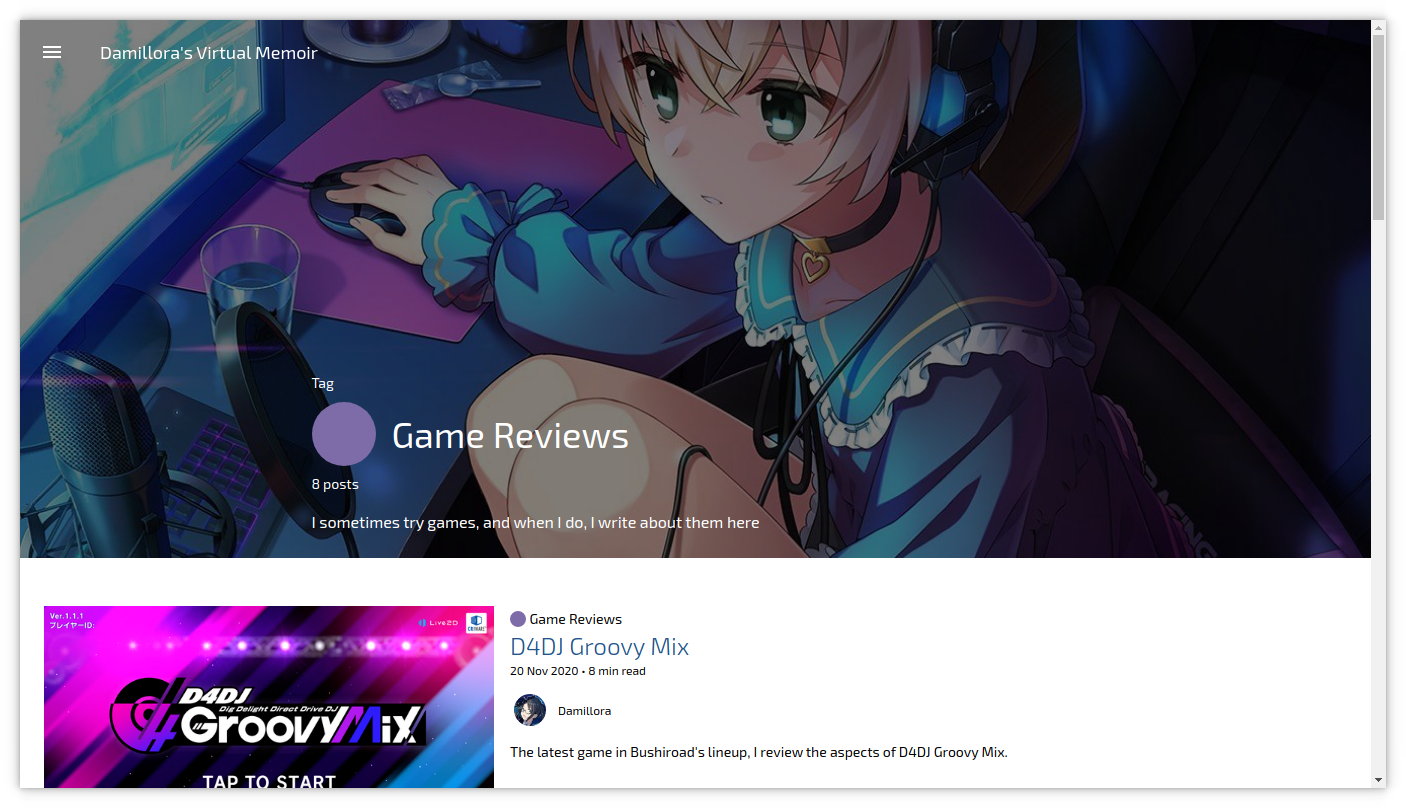 Damillora's Virtual Memoir
Tag
Game Reviews
8 posts
I sometimes try games, and when I do, I write about them here
Ver.1.1.1
プレイヤーID:
Live2D
D4DJ
Dig Delight Direct Drive DJ
Groovy Mix
TAP TO START
Game Reviews
D4DJ Groovy Mix
20 Nov 2020 • 8 min read
Damillora
The latest game in Bushiroad's lineup, I review the aspects of D4DJ Groovy Mix.